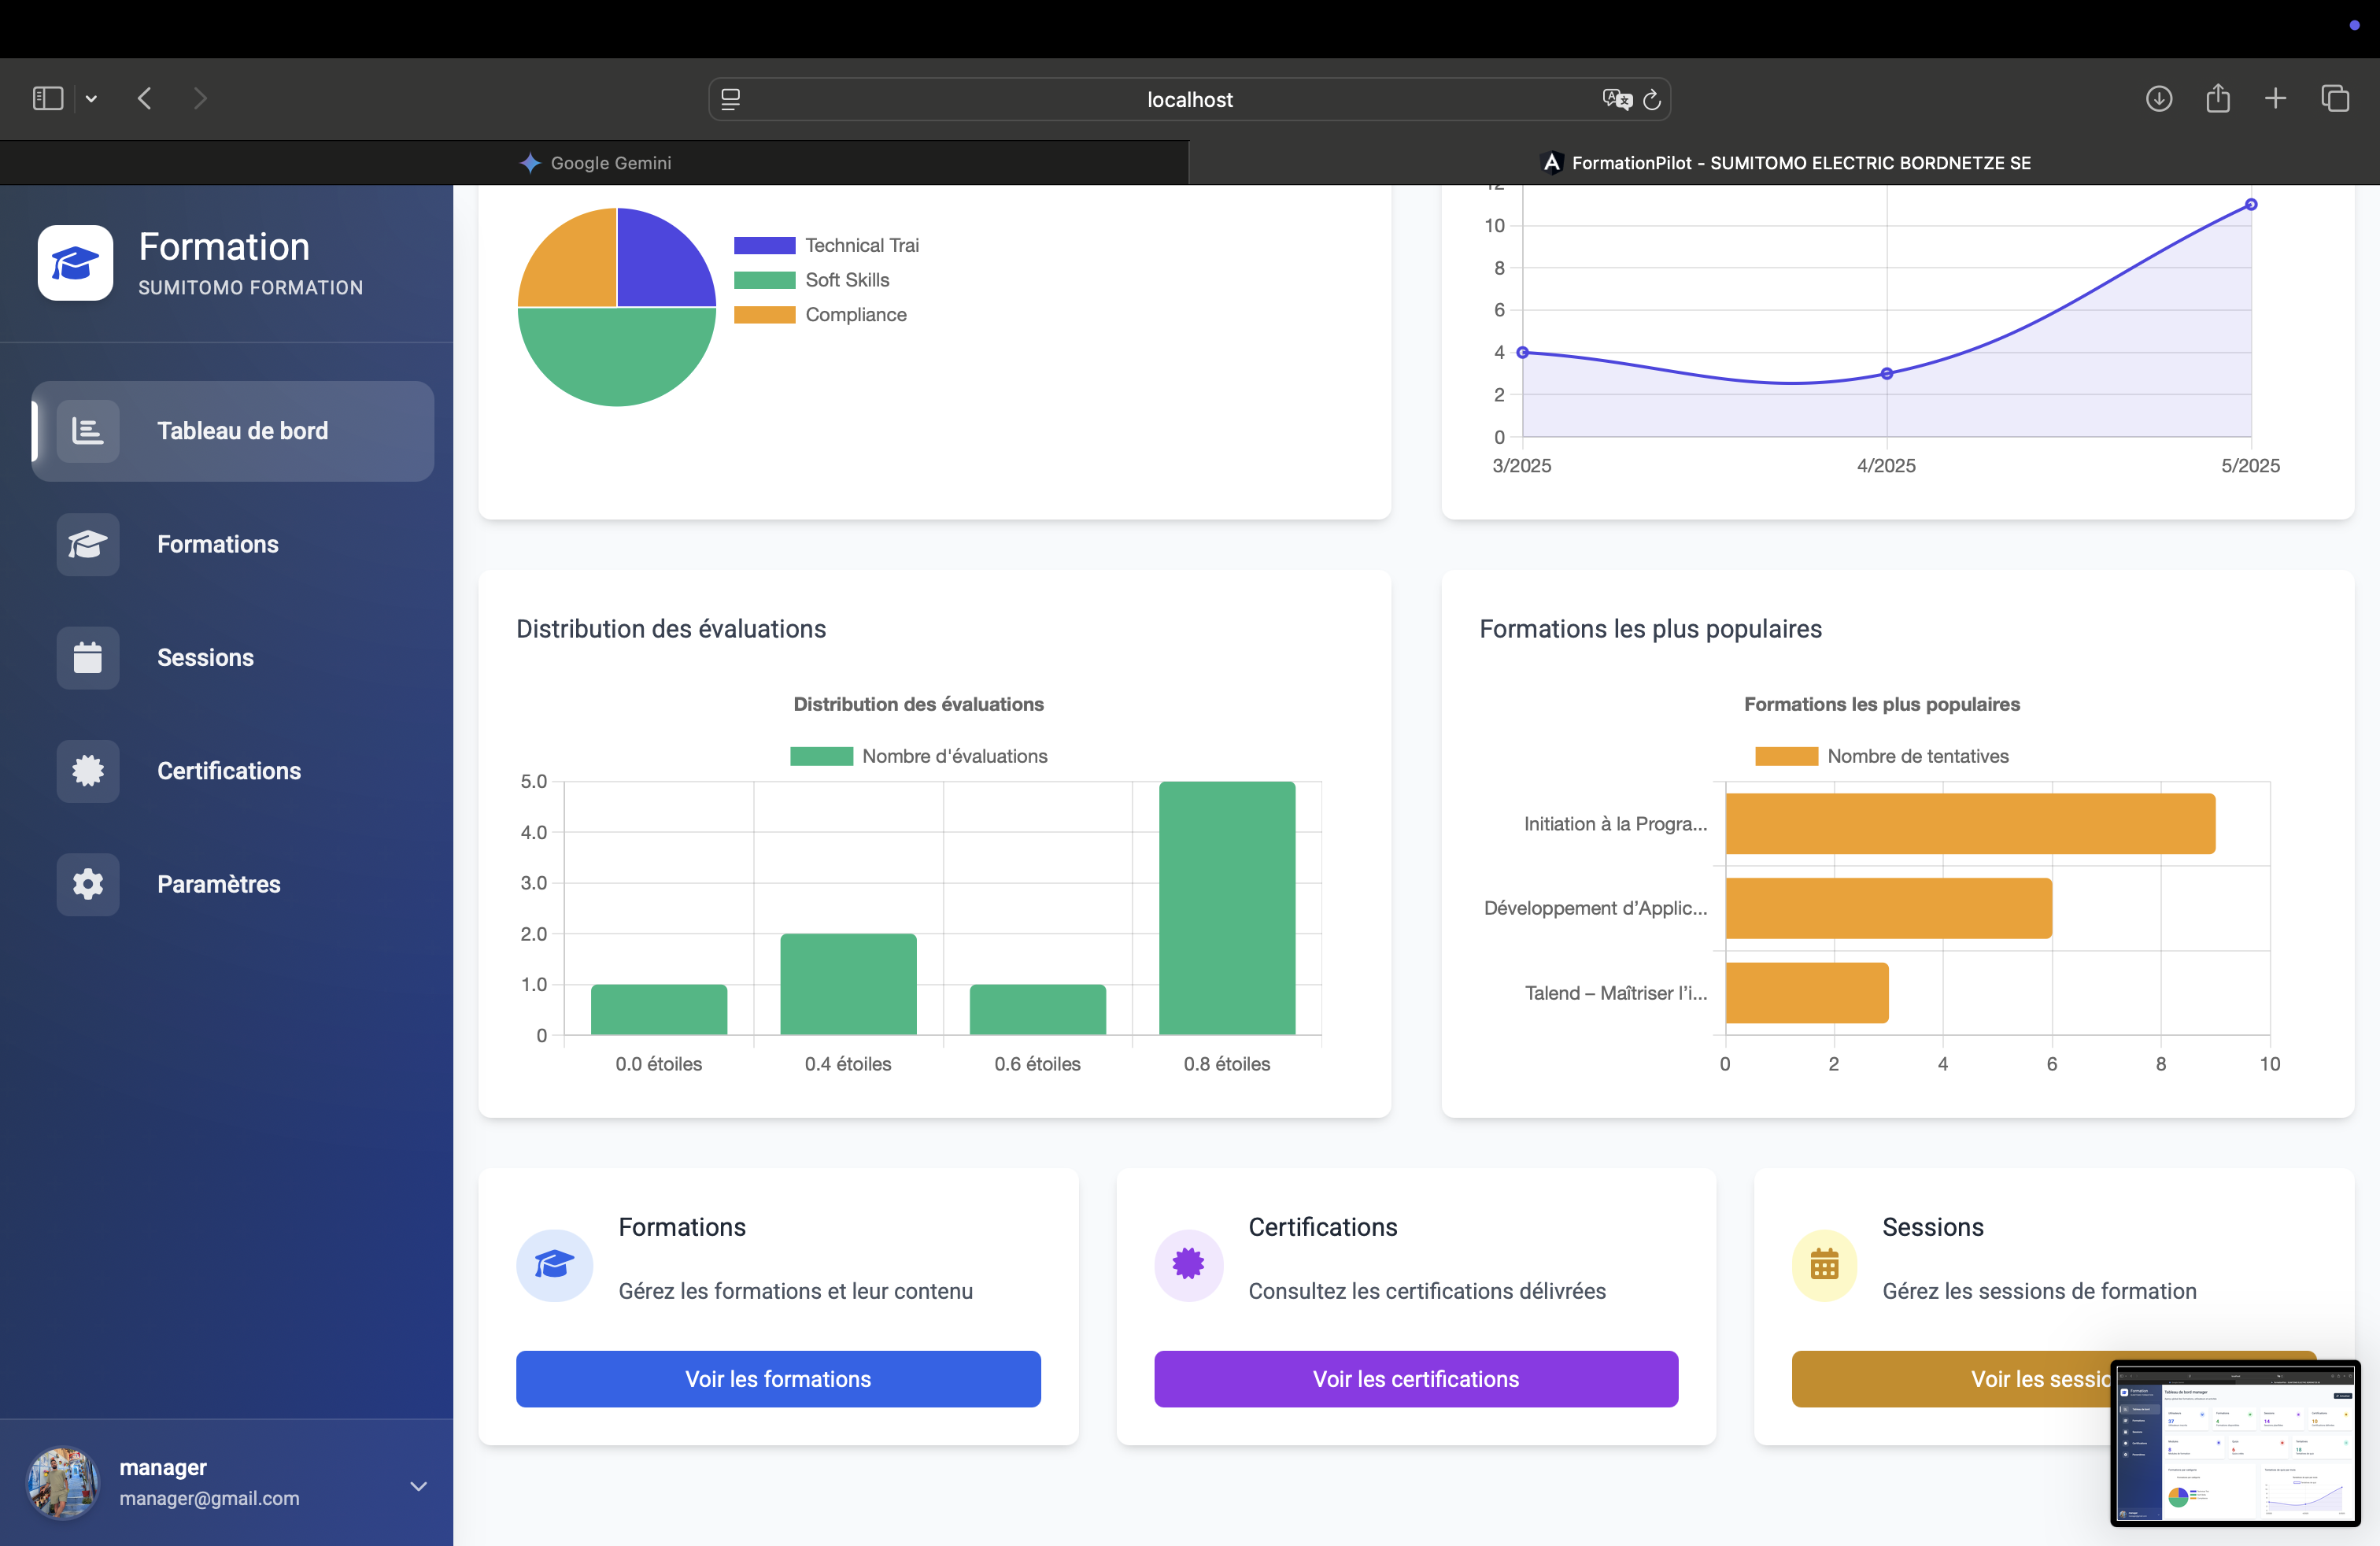 localhost
Google Gemini
FormationPilot - SUMITOMO ELECTRIC BORDNETZE SE
Formation
SUMITOMO FORMATION
Tableau de bord
Formations
Sessions
Certifications
Paramètres
manager
manager@gmail.com
Technical Trai
Soft Skills
Compliance
12
10
8
6
4
2
0
3/2025
4/2025
5/2025
Distribution des évaluations
Distribution des évaluations
Nombre d'évaluations
5.0
4.0
3.0
2.0
1.0
0
0.0 étoiles
0.4 étoiles
0.6 étoiles
0.8 étoiles
Formations les plus populaires
Formations les plus populaires
Nombre de tentatives
Initiation à la Progra...
Développement d’Applic...
Talend – Maîtriser l’i...
0
2
4
6
8
10
Formations
Gérez les formations et leur contenu
Voir les formations
Certifications
Consultez les certifications délivrées
Voir les certifications
Sessions
Gérez les sessions de formation
Voir les sessio